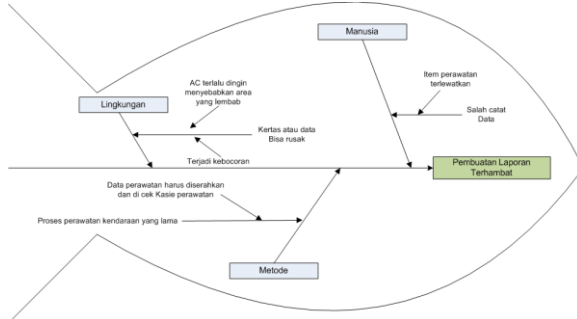 Manusia
AC terlalu dingin
menyebabkan area
yang lembab
Item perawatan
terlewatkan
Lingkungan
Salah catat
Data
Kertas atau data
Bisa rusak
Terjadi kebocoran
Pembuatan Laporan
Terhambat
Data perawatan harus diserahkan
dan di cek Kasie perawatan
Proses perawatan kendaraan yang lama
Metode